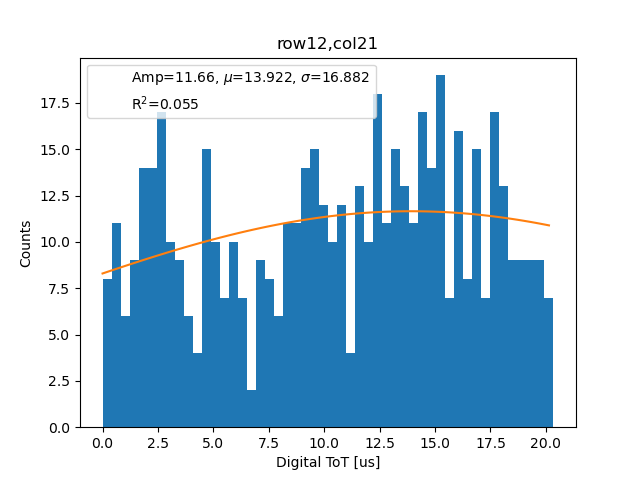 row12,col21
Amp=11.66, μ=13.922, σ=16.882
R²=0.055
17.5
15.0
12.5
10.0
7.5
5.0
2.5
0.0
Counts
0.0 2.5 5.0 7.5 10.0 12.5 15.0 17.5 20.0
Digital ToT [us]